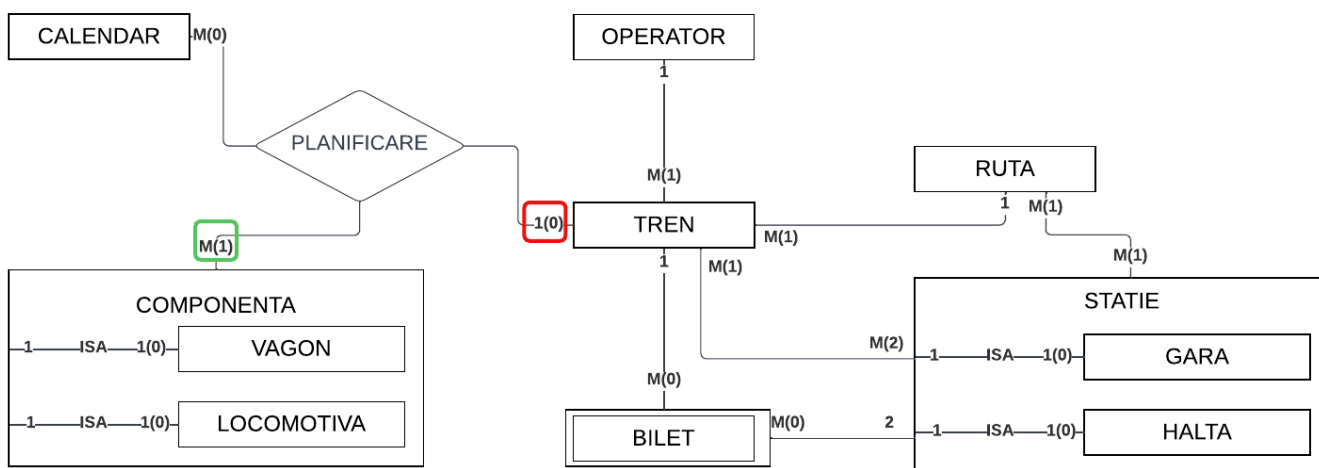 CALENDAR
M(0)
OPERATOR
1
PLANIFICARE
M(1)
RUTA
1
M(1)
1(0)
TREN
M(1)
M(1)
1
M(1)
M(1)
COMPONENTA
STATIE
1
ISA
1(0)
VAGON
M(2)
1
ISA
1(0)
GARA
M(0)
1
ISA
1(0)
LOCOMOTIVA
BILET
M(0)
2
1
ISA
1(0)
HALTA